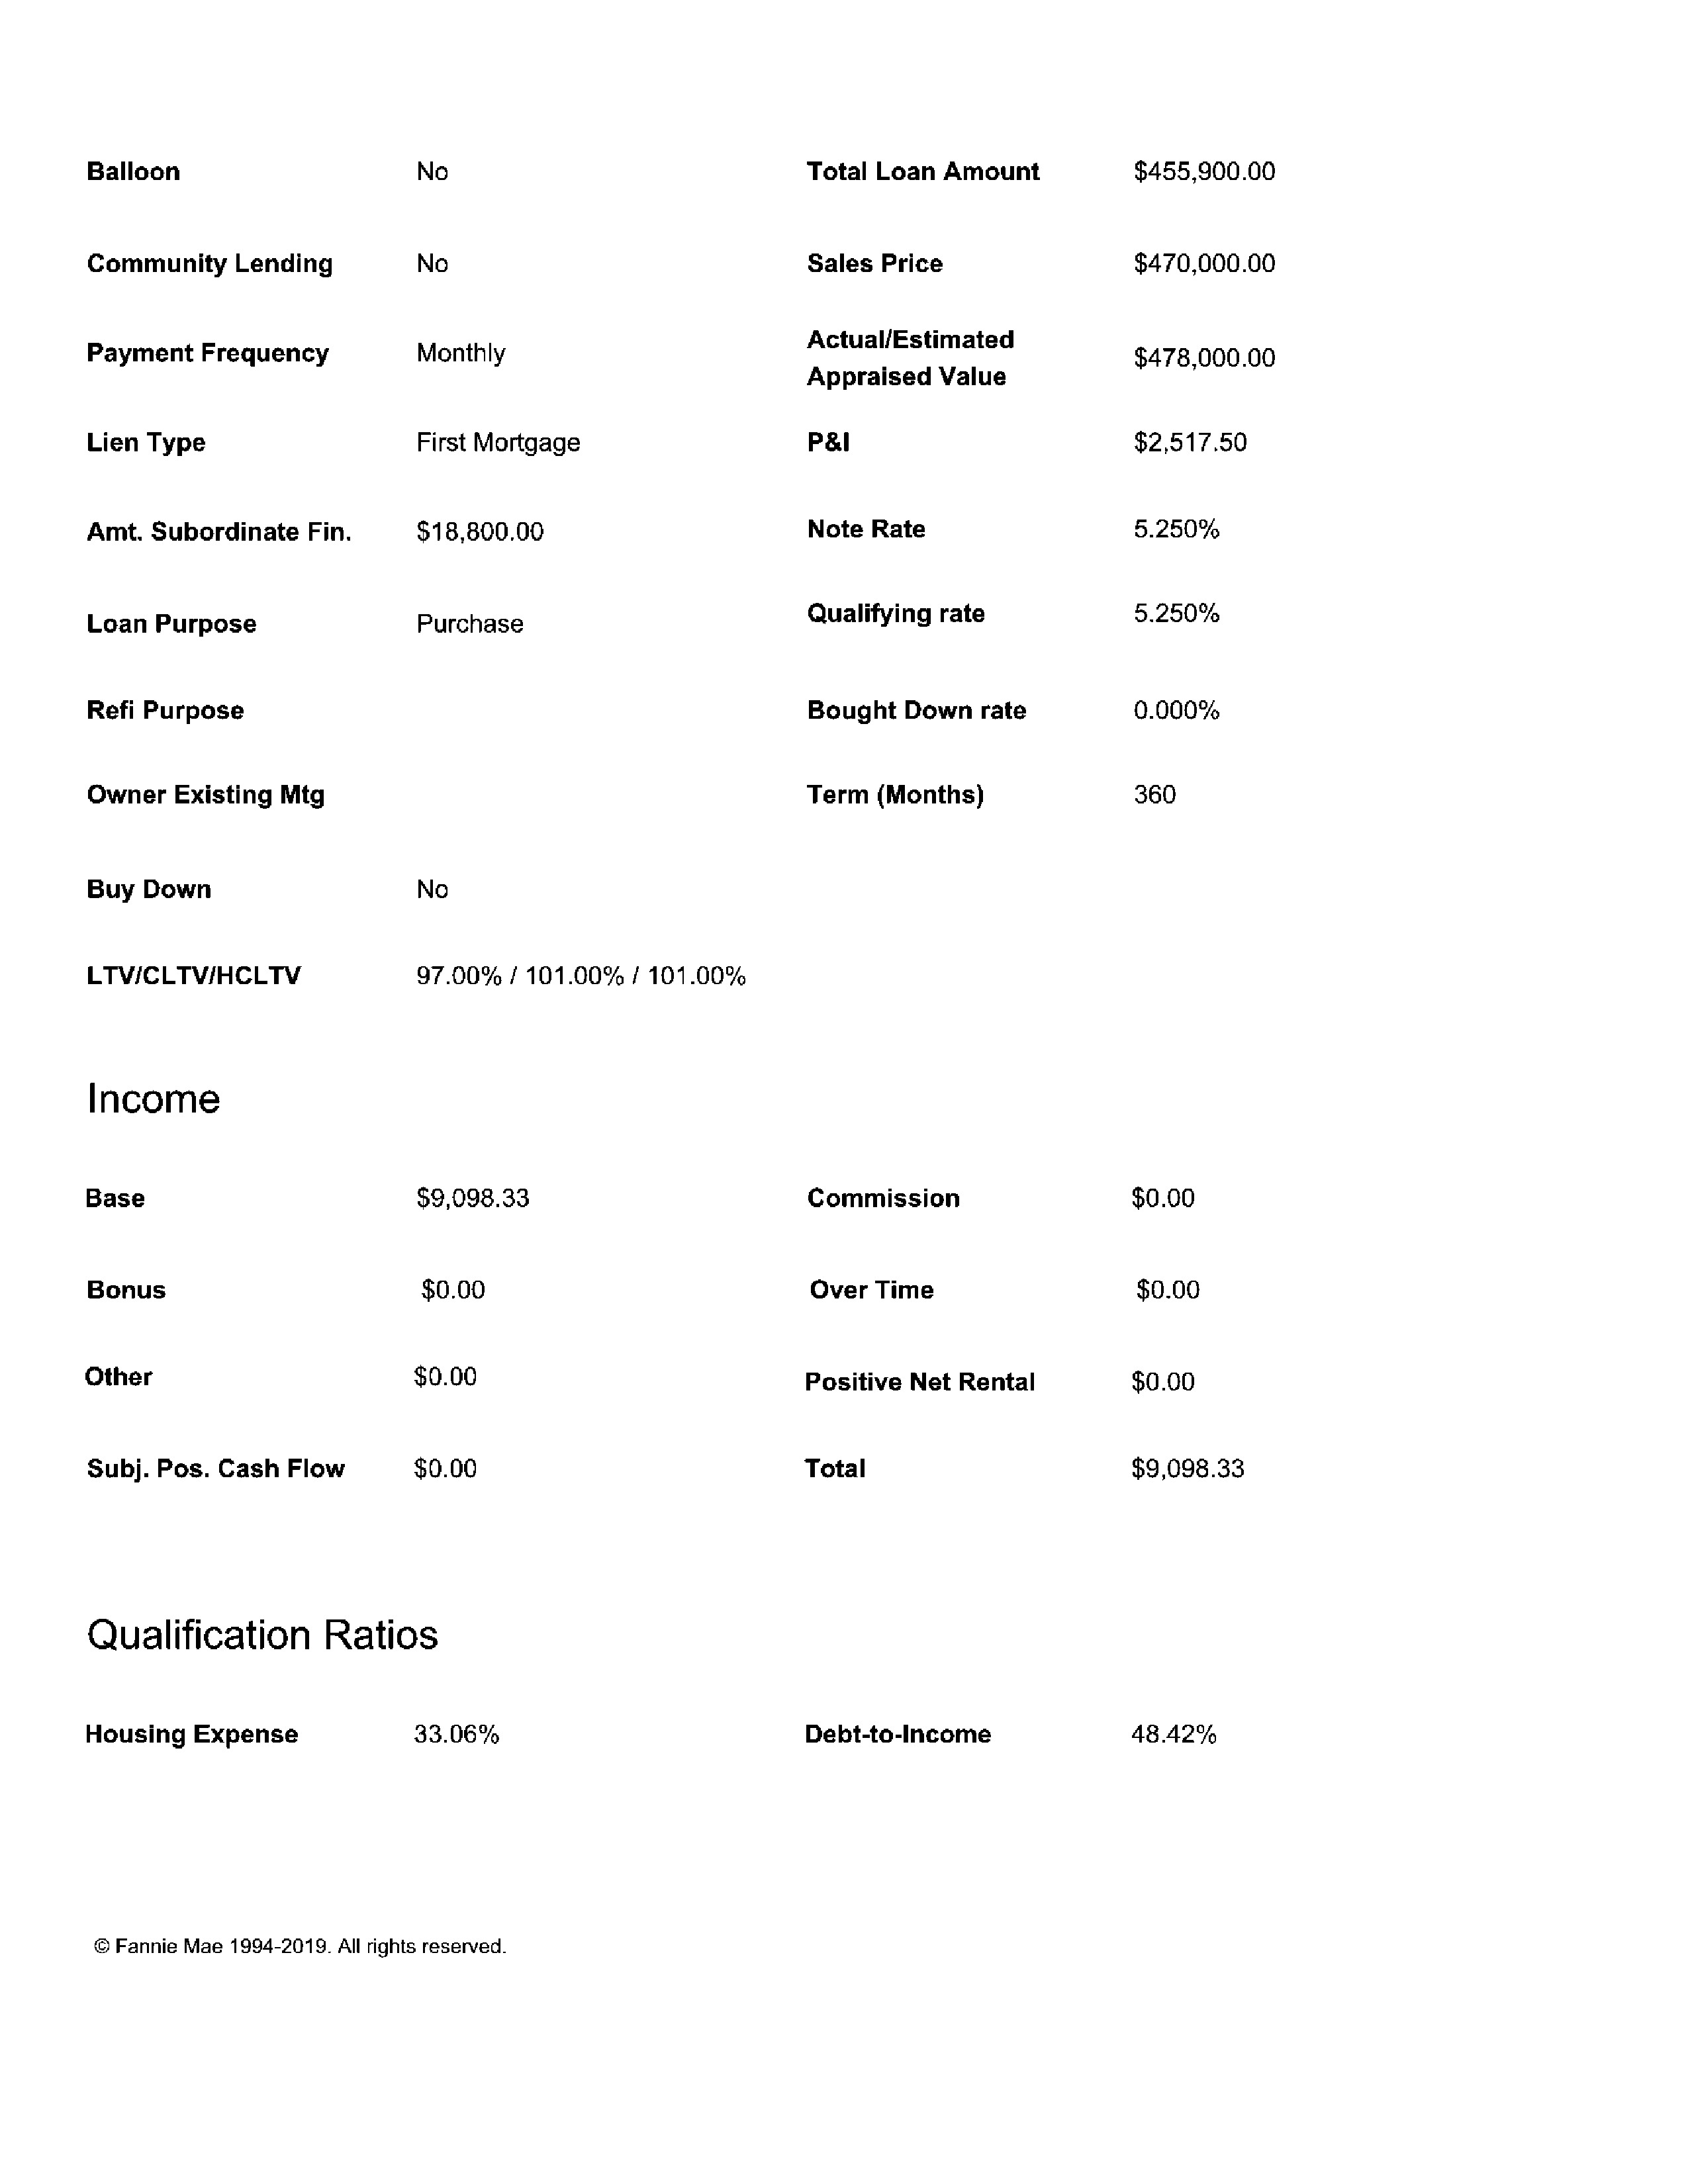 Balloon No Total Loan Amount $455,900.00
Community Lending No Sales Price $470,000.00
Payment Frequency Monthly Actual/Estimated Appraised Value $478,000.00
Lien Type First Mortgage P&I $2,517.50
Amt. Subordinate Fin. $18,800.00 Note Rate 5.250%
Loan Purpose Purchase Qualifying rate 5.250%
Refi Purpose Bought Down rate 0.000%
Owner Existing Mtg Term (Months) 360
Buy Down No
LTV/CLTV/HCLTV 97.00% / 101.00% / 101.00%
Income
Base $9,098.33 Commission $0.00
Bonus $0.00 Over Time $0.00
Other $0.00 Positive Net Rental $0.00
Subj. Pos. Cash Flow $0.00 Total $9,098.33
Qualification Ratios
Housing Expense 33.06% Debt-to-Income 48.42%
© Fannie Mae 1994-2019. All rights reserved.